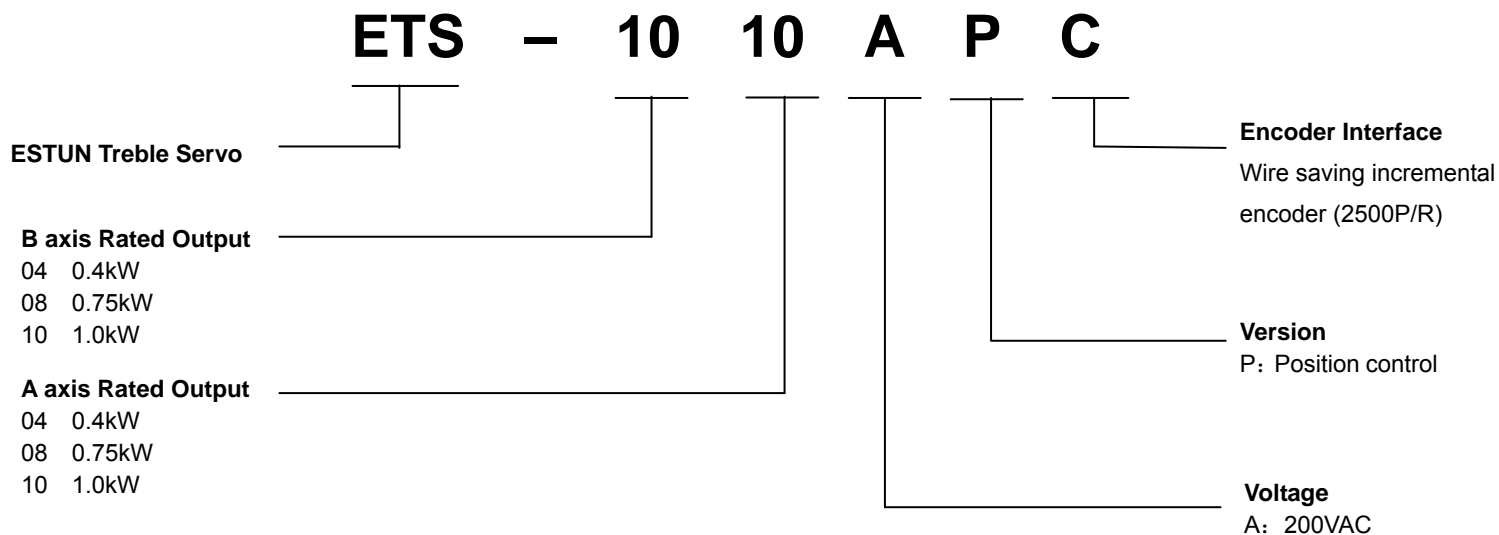 ETS – 10 10 A P C
ESTUN Treble Servo
B axis Rated Output
04 0.4kW
08 0.75kW
10 1.0kW
A axis Rated Output
04 0.4kW
08 0.75kW
10 1.0kW
Encoder Interface
Wire saving incremental
encoder (2500P/R)
Version
P：Position control
Voltage
A：200VAC